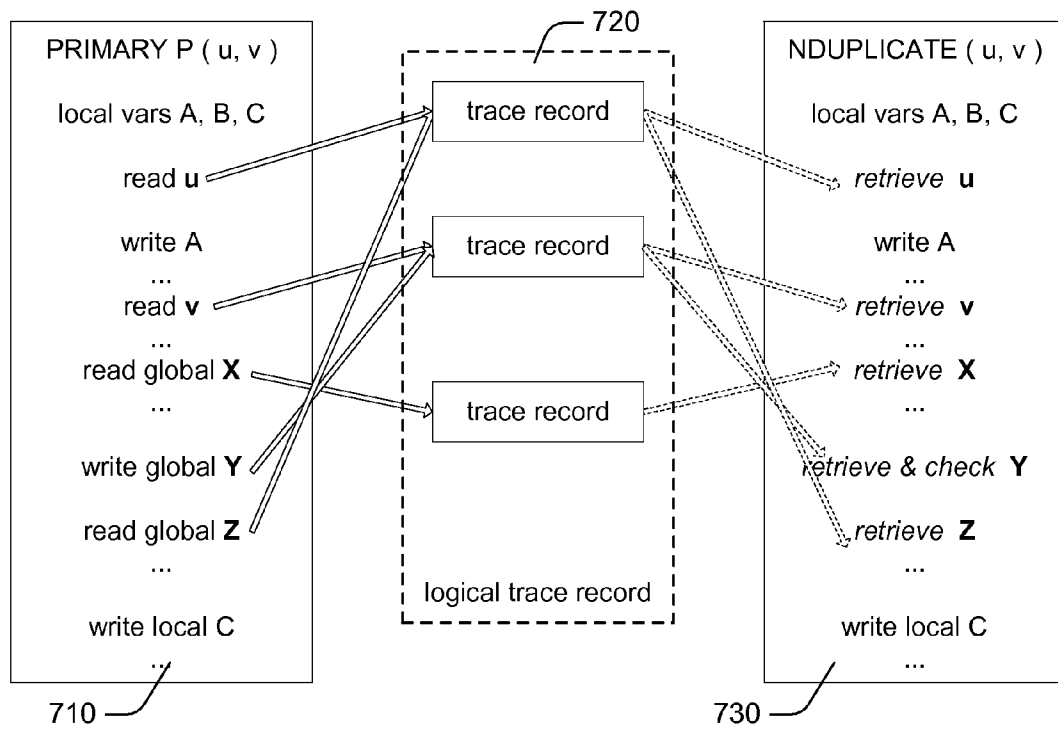 720
PRIMARY P ( u, v )
local vars A, B, C
read u
write A
...
read v
...
read global X
...
write global Y
read global Z
...
write local C
...
710
trace record
trace record
trace record
logical trace record
NDUPLICATE ( u, v )
local vars A, B, C
retrieve u
write A
...
retrieve v
...
retrieve X
...
retrieve & check Y
retrieve Z
...
write local C
...
730